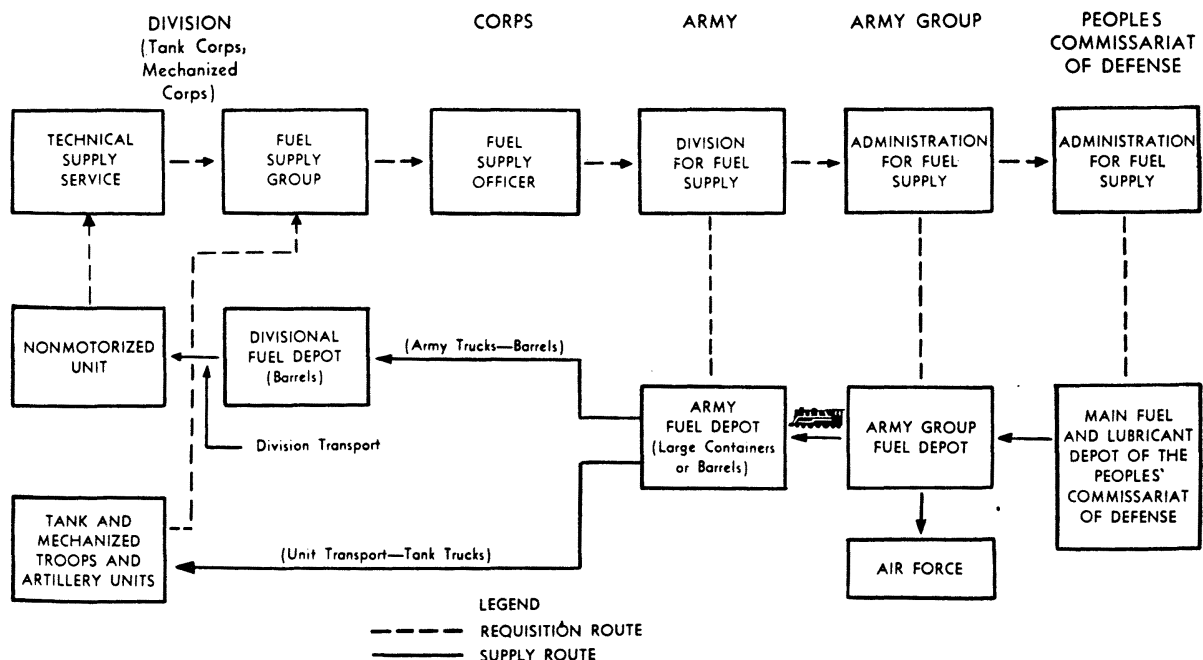 DIVISION
(Tank Corps,
Mechanized
Corps)
CORPS
ARMY
ARMY GROUP
PEOPLES
COMMISSARIAT
OF DEFENSE
TECHNICAL
SUPPLY
SERVICE
FUEL
SUPPLY
GROUP
FUEL
SUPPLY
OFFICER
DIVISION
FOR FUEL
SUPPLY
ADMINISTRATION
FOR FUEL
SUPPLY
ADMINISTRATION
FOR FUEL
SUPPLY
NONMOTORIZED
UNIT
DIVISIONAL
FUEL DEPOT
(Barrels)
(Army Trucks—Barrels)
Division Transport
ARMY
FUEL DEPOT
(Large Containers
or Barrels)
ARMY GROUP
FUEL DEPOT
MAIN FUEL
AND LUBRICANT
DEPOT OF THE
PEOPLES'
COMMISSARIAT
OF DEFENSE
TANK AND
MECHANIZED
TROOPS AND
ARTILLERY UNITS
(Unit Transport—Tank Trucks)
AIR FORCE
LEGEND
REQUISITION ROUTE
SUPPLY ROUTE